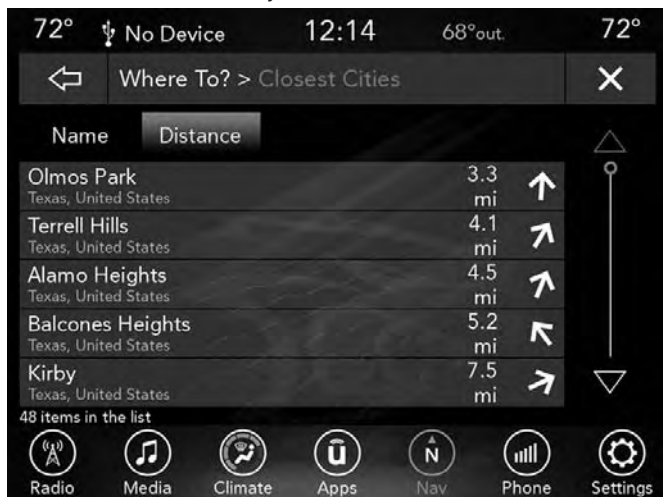 72° No Device 12:14 68°out. 72°
Where To? > Closest Cities
Name Distance
Olmos Park 3.3 mi
Texas, United States
Terrell Hills 4.1 mi
Texas, United States
Alamo Heights 4.5 mi
Texas, United States
Balcones Heights 5.2 mi
Texas, United States
Kirby 7.5 mi
Texas, United States
48 items in the list
ū N
Radio Media Climate Apps Nav Phone Settings